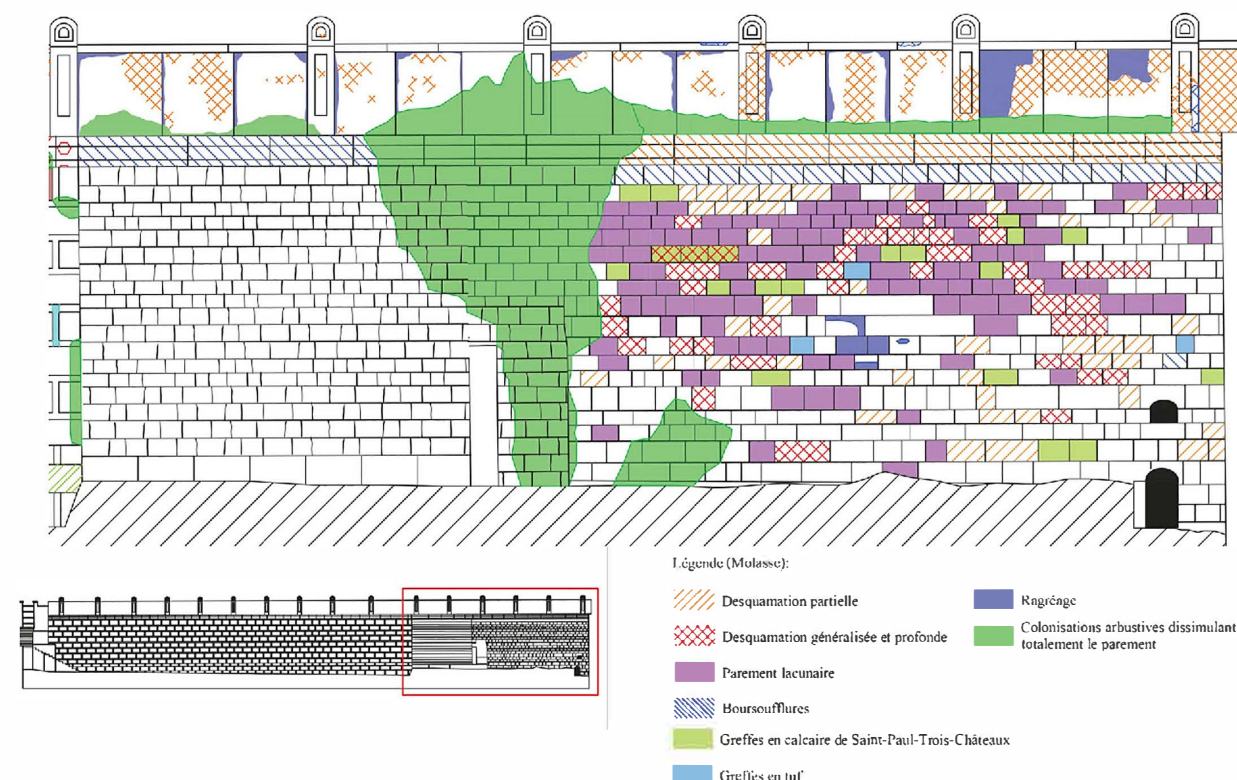 Légende (Molasse):
Desquamation partielle
Desquamation généralisée et profonde
Parement lacunaire
Boursoufflures
Greffes en calcaire de Saint-Paul-Trois-Châteaux
Greffes en tuf
Ragréage
Colonisations arbustives dissimulant
totalement le parement